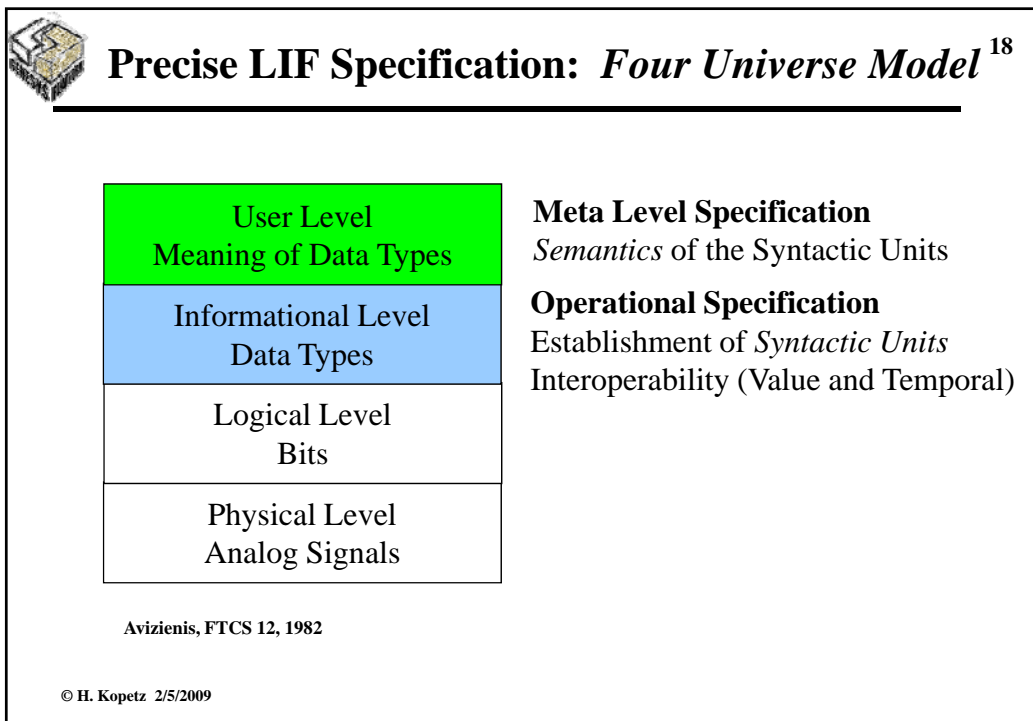 Precise LIF Specification: Four Universe Model 18
User Level
Meaning of Data Types
Informational Level
Data Types
Logical Level
Bits
Physical Level
Analog Signals
Meta Level Specification
Semantics of the Syntactic Units
Operational Specification
Establishment of Syntactic Units
Interoperability (Value and Temporal)
Avizienis, FTCS 12, 1982
© H. Kopetz 2/5/2009